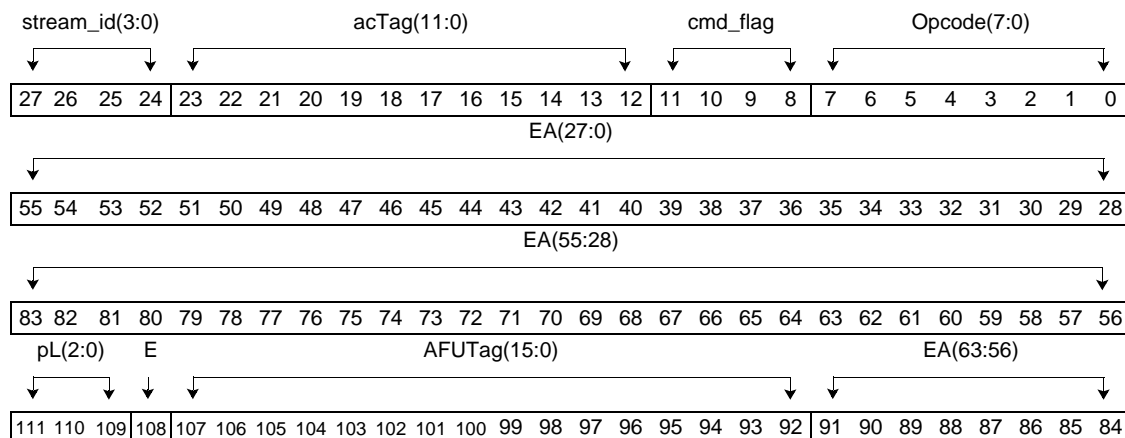 stream_id(3:0) acTag(11:0) cmd_flag Opcode(7:0)
27 26 25 24 23 22 21 20 19 18 17 16 15 14 13 12 11 10 9 8 7 6 5 4 3 2 1 0
EA(27:0)
55 54 53 52 51 50 49 48 47 46 45 44 43 42 41 40 39 38 37 36 35 34 33 32 31 30 29 28
EA(55:28)
83 82 81 80 79 78 77 76 75 74 73 72 71 70 69 68 67 66 65 64 63 62 61 60 59 58 57 56
pL(2:0) E AFUTag(15:0) EA(63:56)
111 110 109 108 107 106 105 104 103 102 101 100 99 98 97 96 95 94 93 92 91 90 89 88 87 86 85 84